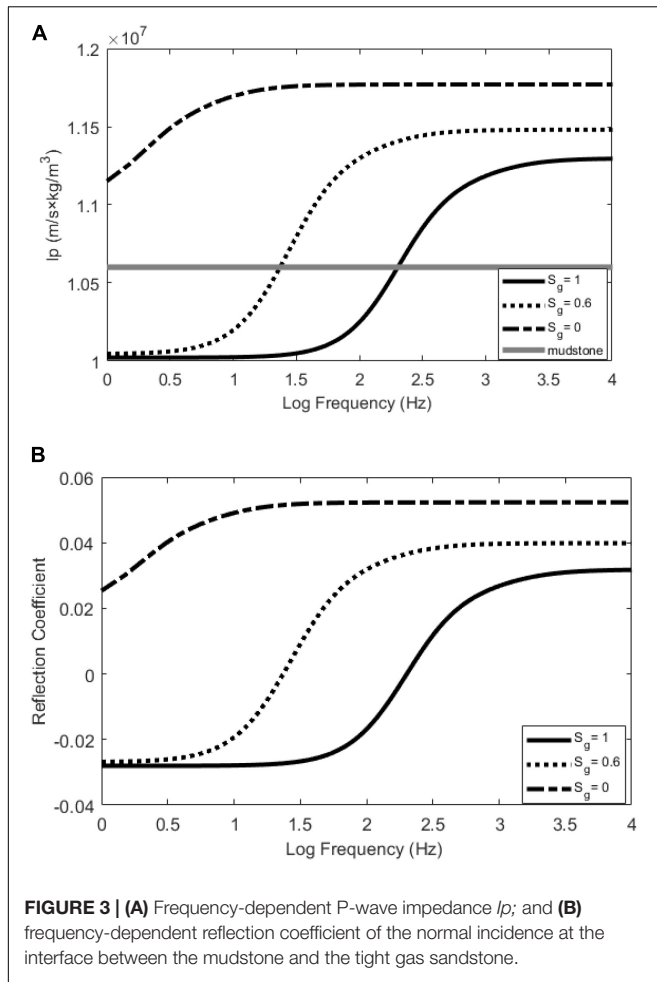 A
×10⁷
1.2
1.15
1.1
1.05
1
Ip (m/s×kg/m³)
0 0.5 1 1.5 2 2.5 3 3.5 4
Log Frequency (Hz)
S_g= 1
S_g= 0.6
S_g= 0
mudstone
B
0.06
0.04
0.02
0
-0.02
-0.04
Reflection Coefficient
0 0.5 1 1.5 2 2.5 3 3.5 4
Log Frequency (Hz)
S_g= 1
S_g= 0.6
S_g= 0
FIGURE 3 | (A) Frequency-dependent P-wave impedance Ip; and (B)
frequency-dependent reflection coefficient of the normal incidence at the
interface between the mudstone and the tight gas sandstone.